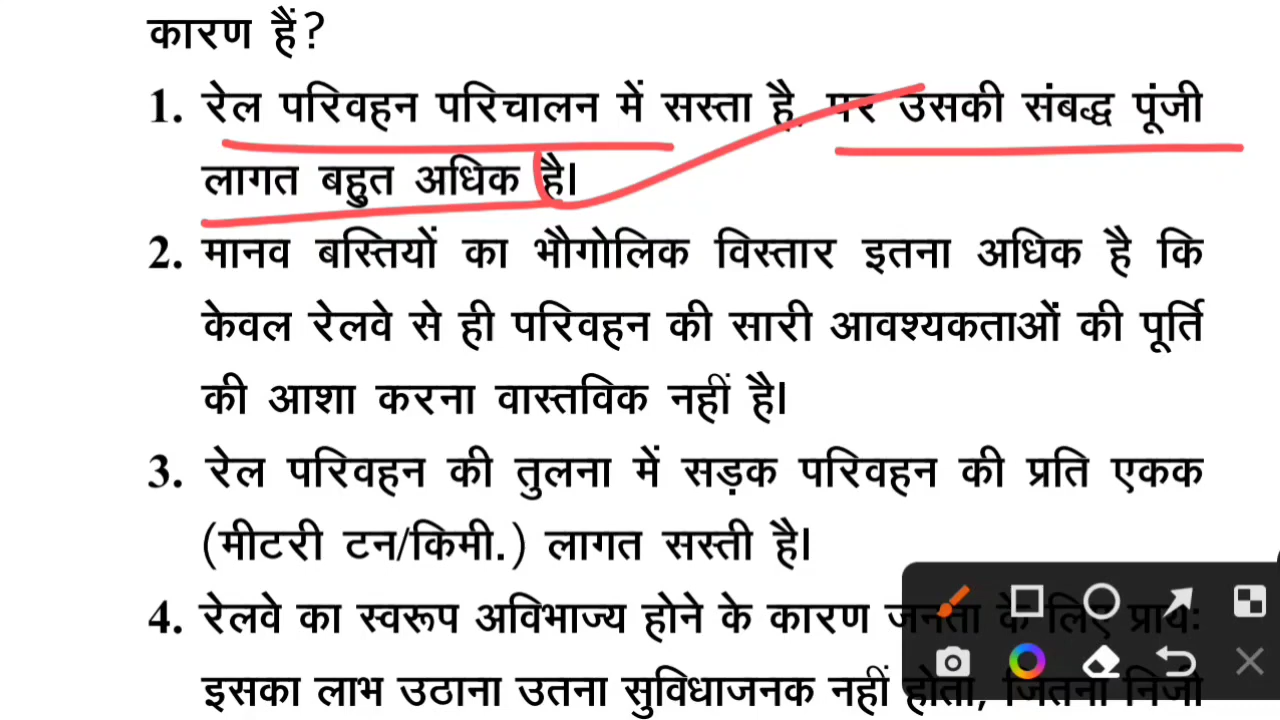 कारण हैं?
1. रेल परिवहन परिचालन में सस्ता है, पर उसकी संबद्ध पूंजी
लागत बहुत अधिक है।
2. मानव बस्तियों का भौगोलिक विस्तार इतना अधिक है कि
केवल रेलवे से ही परिवहन की सारी आवश्यकताओं की पूर्ति
की आशा करना वास्तविक नहीं है।
3. रेल परिवहन की तुलना में सड़क परिवहन की प्रति एकक
(मीटरी टन/किमी.) लागत सस्ती है।
4. रेलवे का स्वरूप अविभाज्य होने के कारण जनता के लिए प्रायः
इसका लाभ उठाना उतना सुविधाजनक नहीं होता, जितना निजी